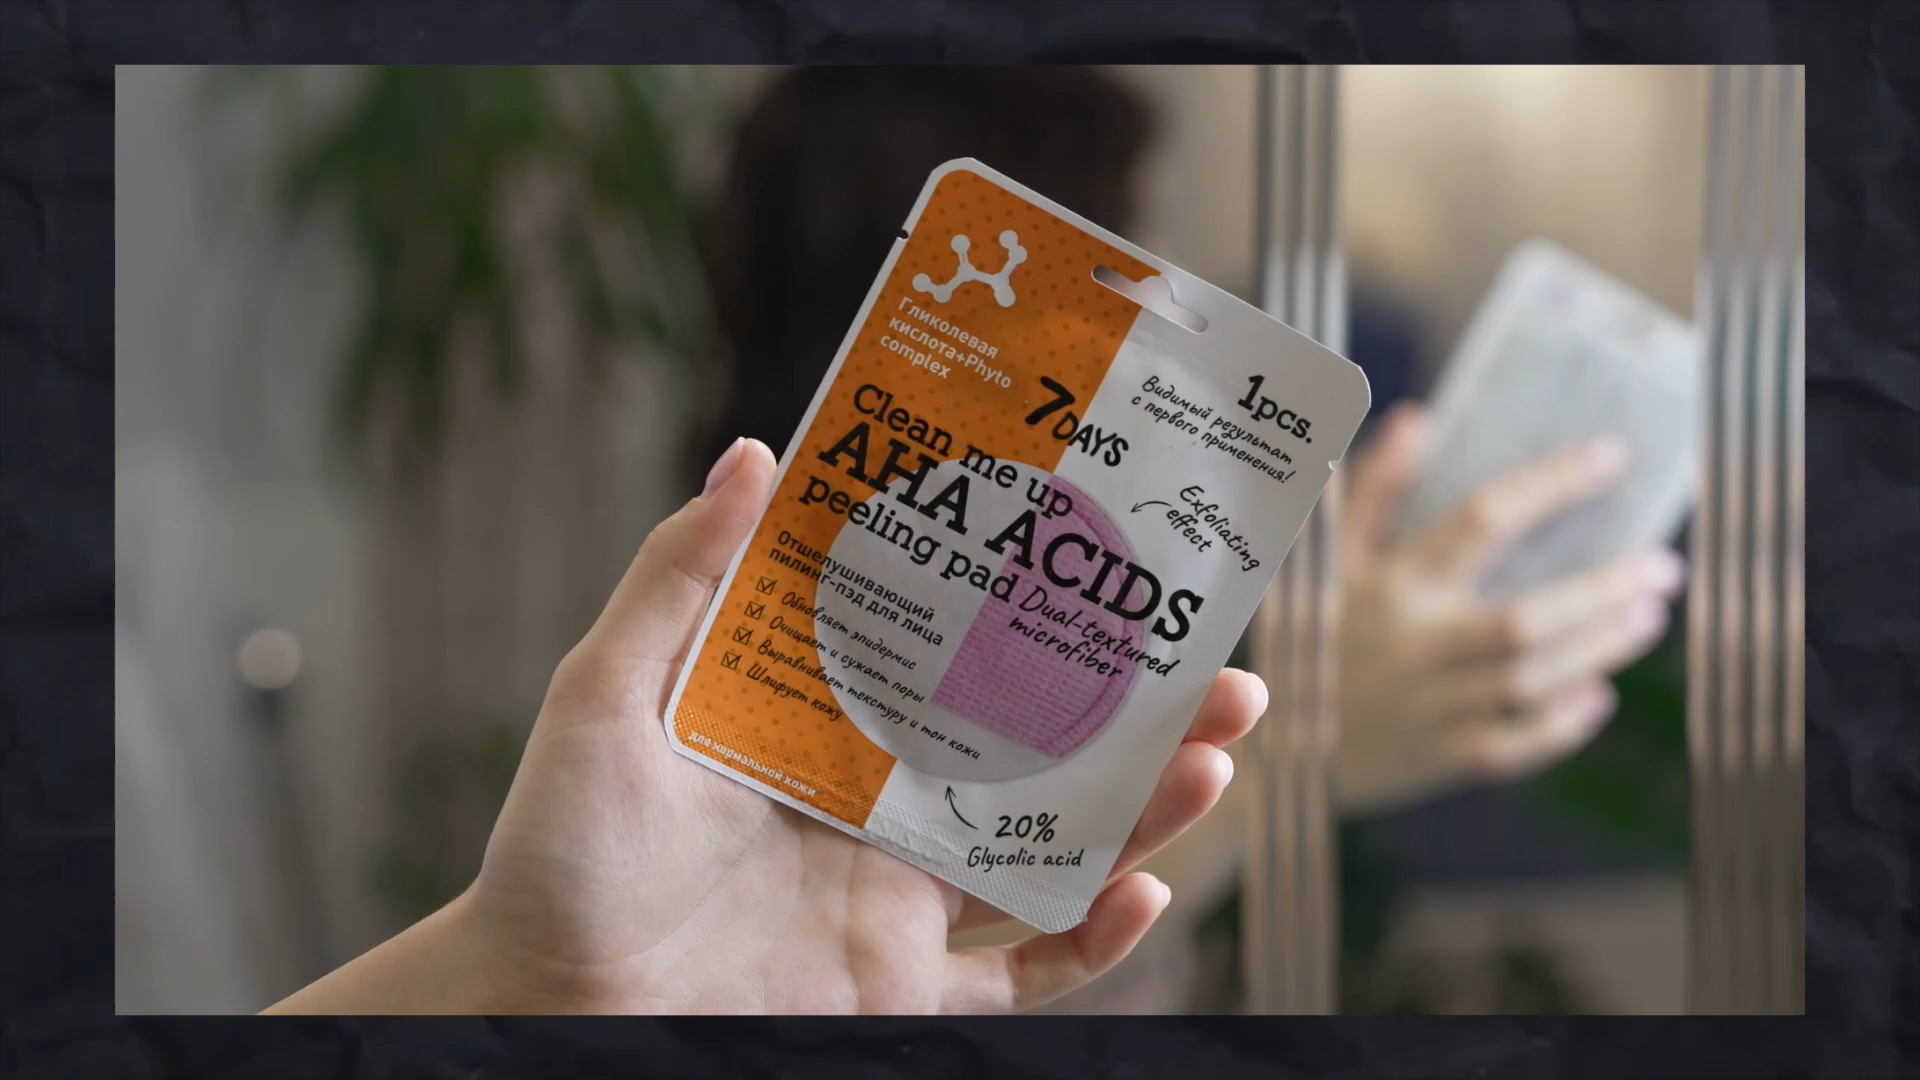 Гликолевая
кислота+Phyto
complex
7DAYS
1pcs.
Видимый результат
с первого применения!
Clean me up
AHA ACIDS
peeling pad
Exfoliating
effect
Dual-textured
microfiber
Отшелушивающий
пилинг-пэд для лица
Обновляет эпидермис
Очищает и сужает поры
Выравнивает текстуру и тон кожи
Шлифует кожу
для нормальной кожи
20%
Glycolic acid